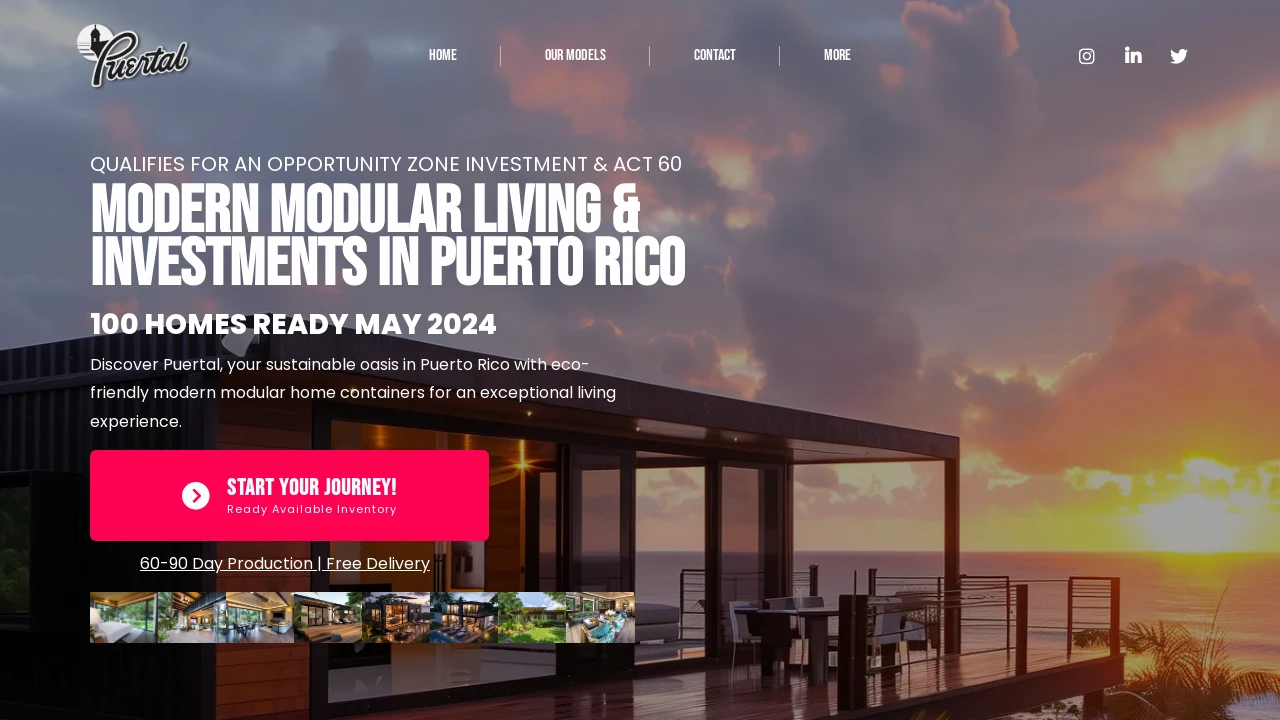 Puertal
HOME
OUR MODELS
CONTACT
MORE
QUALIFIES FOR AN OPPORTUNITY ZONE INVESTMENT & ACT 60
MODERN MODULAR LIVING &
INVESTMENTS IN PUERTO RICO
100 HOMES READY MAY 2024
Discover Puertal, your sustainable oasis in Puerto Rico with eco-
friendly modern modular home containers for an exceptional living
experience.
START YOUR JOURNEY!
Ready Available Inventory
60-90 Day Production | Free Delivery